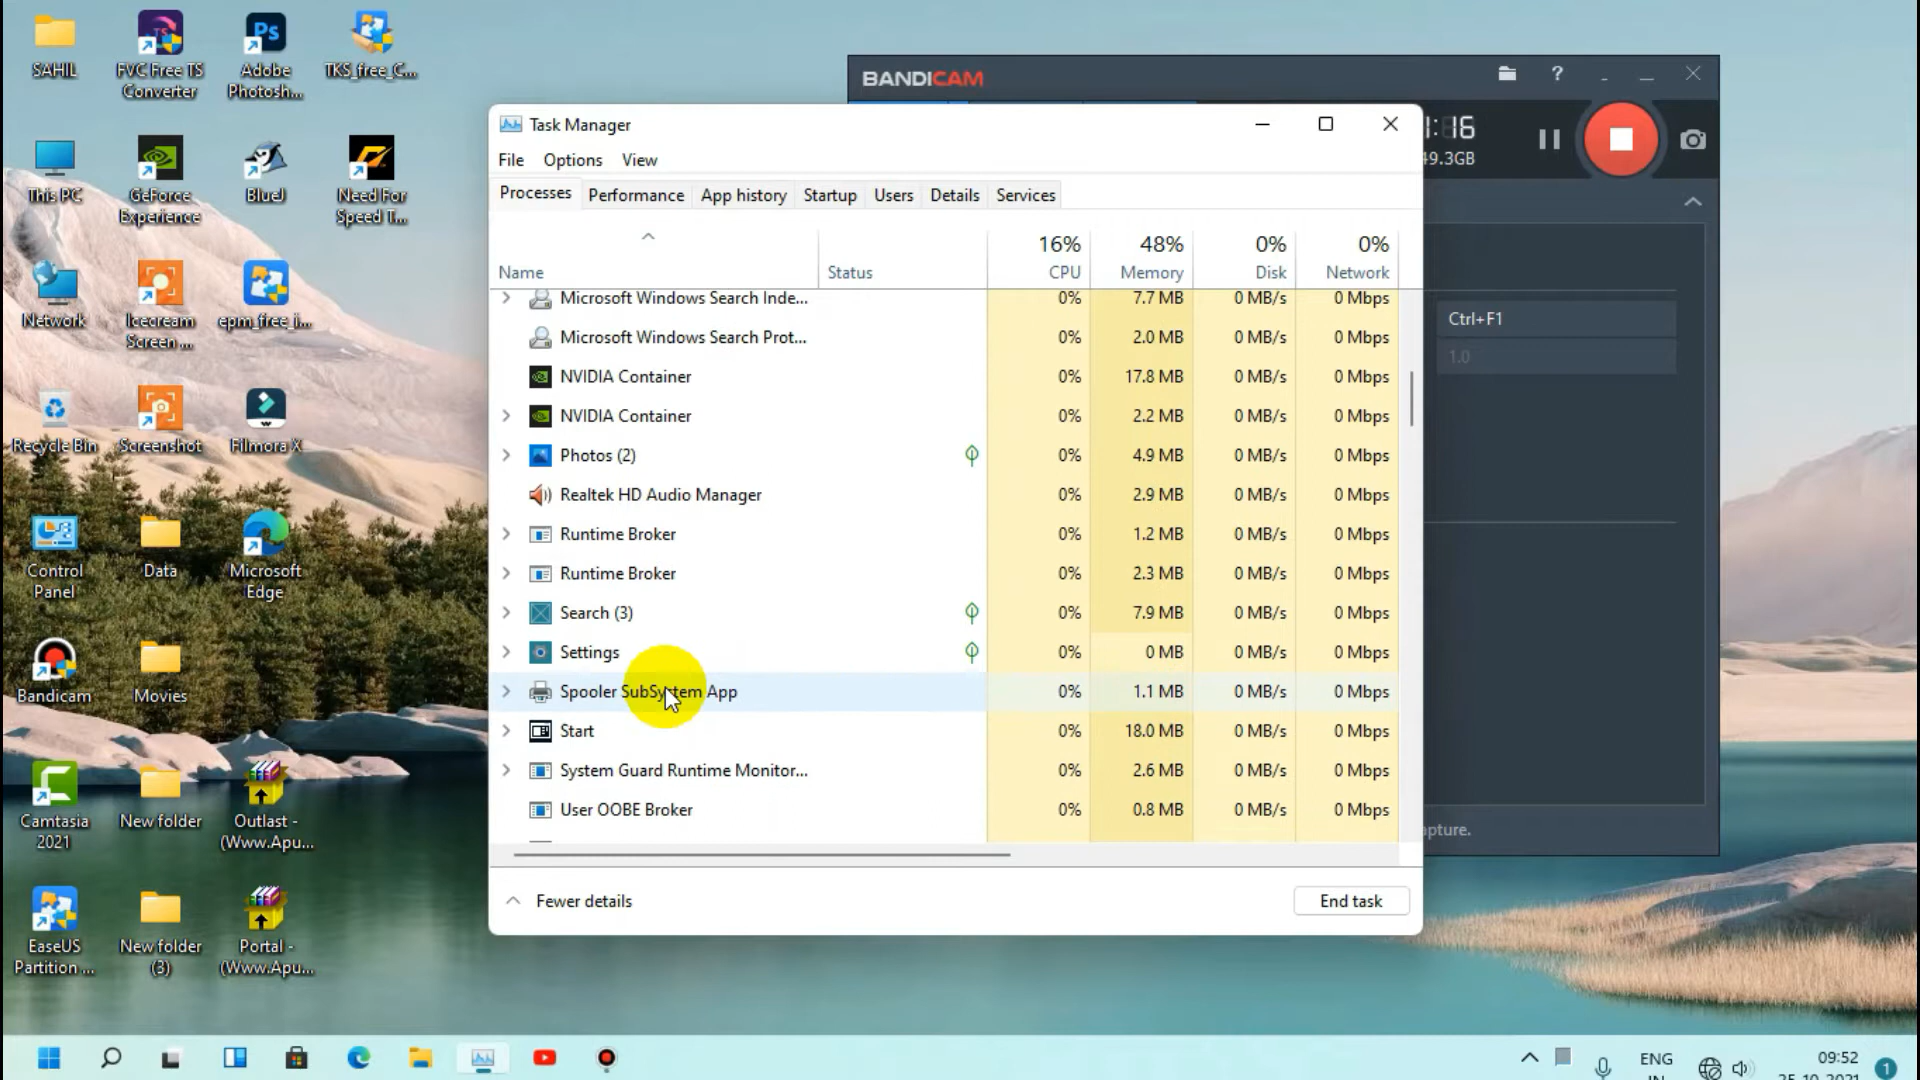 SAHIL
FVC Free TS
Converter
Adobe
Photosh...
TKS_free_C...
This PC
GeForce
Experience
BlueJ
Need For
Speed T...
Network
Icecream
Screen ...
epm_free_i...
Recycle Bin
Screenshot
Filmora X
Control
Panel
Data
Microsoft
Edge
Bandicam
Movies
Camtasia
2021
New folder
Outlast -
(Www.Apu...
EaseUS
Partition ...
New folder
(3)
Portal -
(Www.Apu...
BANDICAM
?
1:16
49.3GB
Ctrl+F1
1.0
apture.
Task Manager
File Options View
Processes Performance App history Startup Users Details Services
16% 48% 0% 0%
Name Status CPU Memory Disk Network
Microsoft Windows Search Inde... 0% 7.7 MB 0 MB/s 0 Mbps
Microsoft Windows Search Prot... 0% 2.0 MB 0 MB/s 0 Mbps
NVIDIA Container 0% 17.8 MB 0 MB/s 0 Mbps
NVIDIA Container 0% 2.2 MB 0 MB/s 0 Mbps
Photos (2) 0% 4.9 MB 0 MB/s 0 Mbps
Realtek HD Audio Manager 0% 2.9 MB 0 MB/s 0 Mbps
Runtime Broker 0% 1.2 MB 0 MB/s 0 Mbps
Runtime Broker 0% 2.3 MB 0 MB/s 0 Mbps
Search (3) 0% 7.9 MB 0 MB/s 0 Mbps
Settings 0% 0 MB 0 MB/s 0 Mbps
Spooler SubSystem App 0% 1.1 MB 0 MB/s 0 Mbps
Start 0% 18.0 MB 0 MB/s 0 Mbps
System Guard Runtime Monitor... 0% 2.6 MB 0 MB/s 0 Mbps
User OOBE Broker 0% 0.8 MB 0 MB/s 0 Mbps
Fewer details End task
ENG
IN
09:52
25-10-2021
1